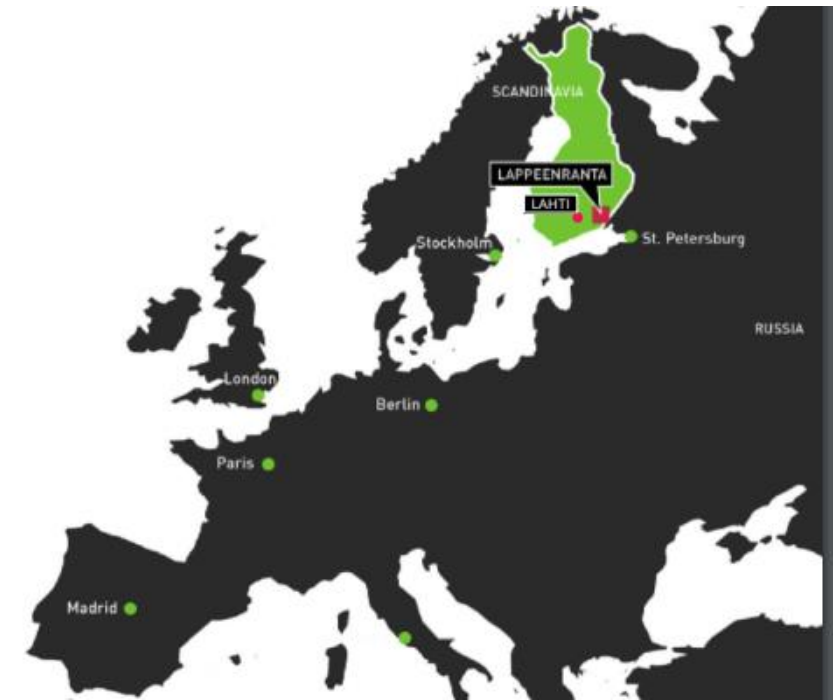 SCANDINAVIA
LAPPEENRANTA
LAHTI
Stockholm
St. Petersburg
RUSSIA
London
Berlin
Paris
Madrid